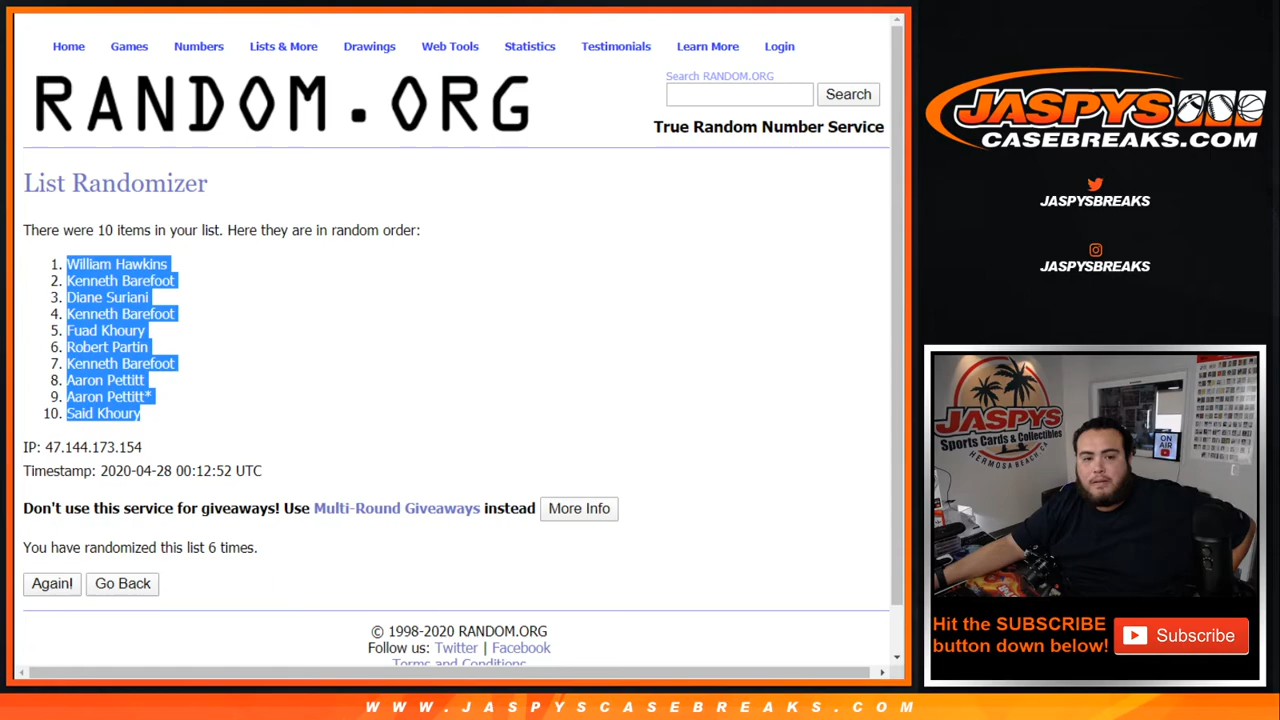 Home Games Numbers Lists & More Drawings Web Tools Statistics Testimonials Learn More Login
RANDOM.ORG
Search RANDOM.ORG
Search
True Random Number Service
List Randomizer
There were 10 items in your list. Here they are in random order:
1. William Hawkins
2. Kenneth Barefoot
3. Diane Suriani
4. Kenneth Barefoot
5. Fuad Khoury
6. Robert Partin
7. Kenneth Barefoot
8. Aaron Pettitt
9. Aaron Pettitt*
10. Said Khoury
IP: 47.144.173.154
Timestamp: 2020-04-28 00:12:52 UTC
Don't use this service for giveaways! Use Multi-Round Giveaways instead More Info
You have randomized this list 6 times.
Again! Go Back
© 1998-2020 RANDOM.ORG
Follow us: Twitter | Facebook
Terms and Conditions
JASPYS
CASEBREAKS.COM
JASPYSBREAKS
JASPYSBREAKS
JASPYS
Sports Cards & Collectibles
HERMOSA BEACH, CA
ON AIR
Hit the SUBSCRIBE
button down below!
Subscribe
WWW.JASPYSCASEBREAKS.COM